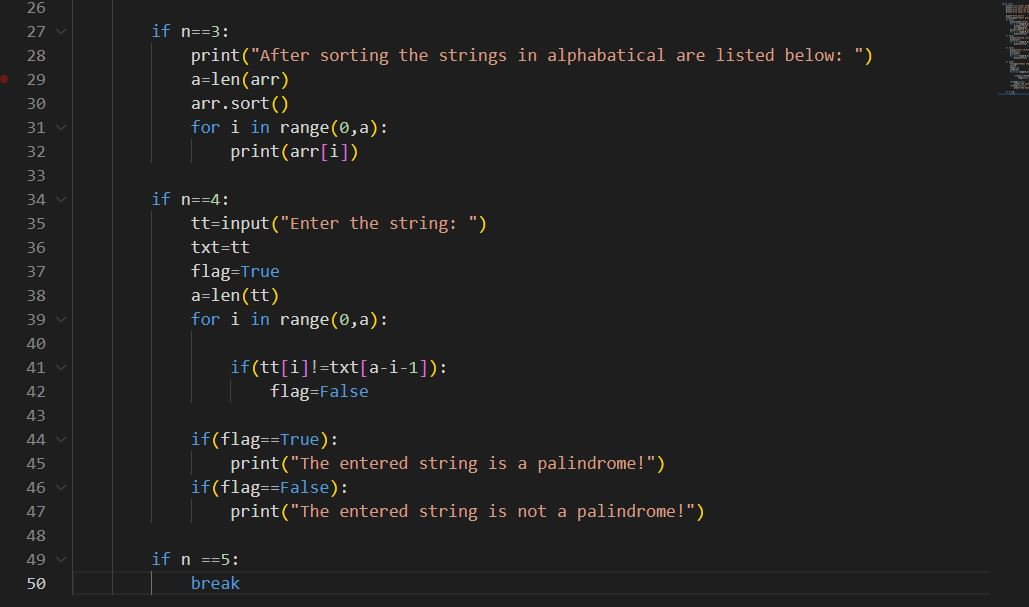 26
27 if n==3:
28 print("After sorting the strings in alphabatical are listed below: ")
29 a=len(arr)
30 arr.sort()
31 for i in range(0,a):
32 print(arr[i])
33
34 if n==4:
35 tt=input("Enter the string: ")
36 txt=tt
37 flag=True
38 a=len(tt)
39 for i in range(0,a):
40
41 if(tt[i]!=txt[a-i-1]):
42 flag=False
43
44 if(flag==True):
45 print("The entered string is a palindrome!")
46 if(flag==False):
47 print("The entered string is not a palindrome!")
48
49 if n ==5:
50 break